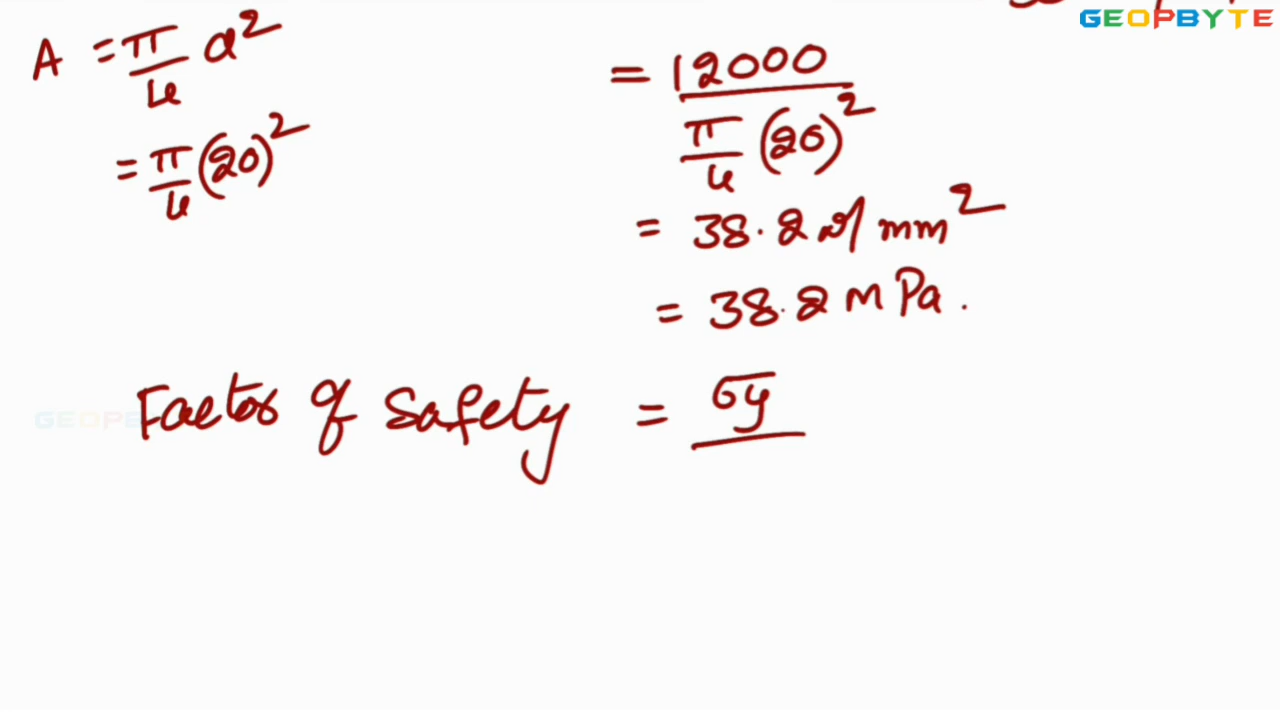 GEOPBYTE
A = π/4 d²
= π/4 (20)²
= 12000 / π/4 (20)²
= 38.2 N/mm²
= 38.2 MPa.
Factor of Safety = σy
GEOPB